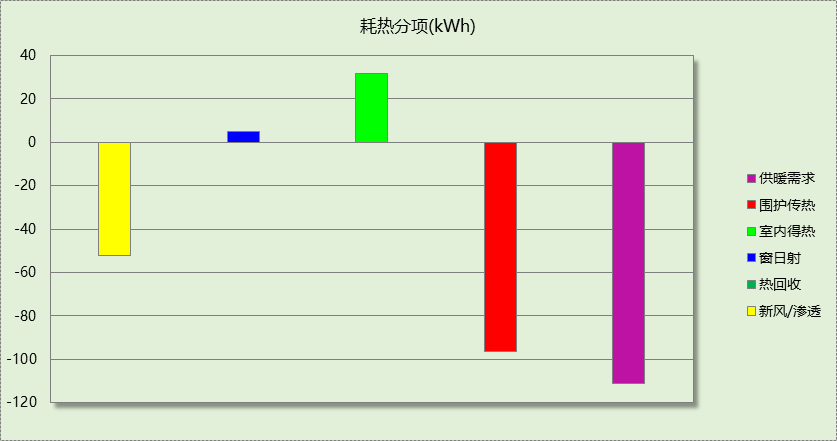 耗热分项(kWh)
40
20
0
-20
-40
-60
-80
-100
-120
供暖需求
围护传热
室内得热
窗日射
热回收
新风/渗透